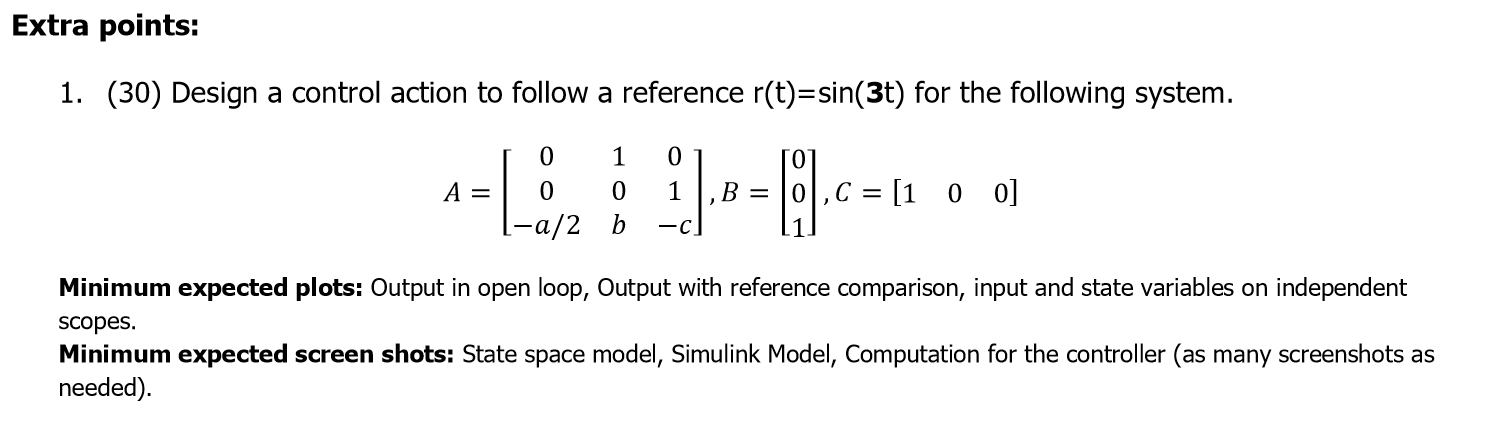 Extra points:
1. (30) Design a control action to follow a reference r(t)=sin(3t) for the following system.
A = [0 1 0; 0 0 1; −a/2 b −c], B = [0; 0; 1], C = [1 0 0]
Minimum expected plots: Output in open loop, Output with reference comparison, input and state variables on independent
scopes.
Minimum expected screen shots: State space model, Simulink Model, Computation for the controller (as many screenshots as
needed).